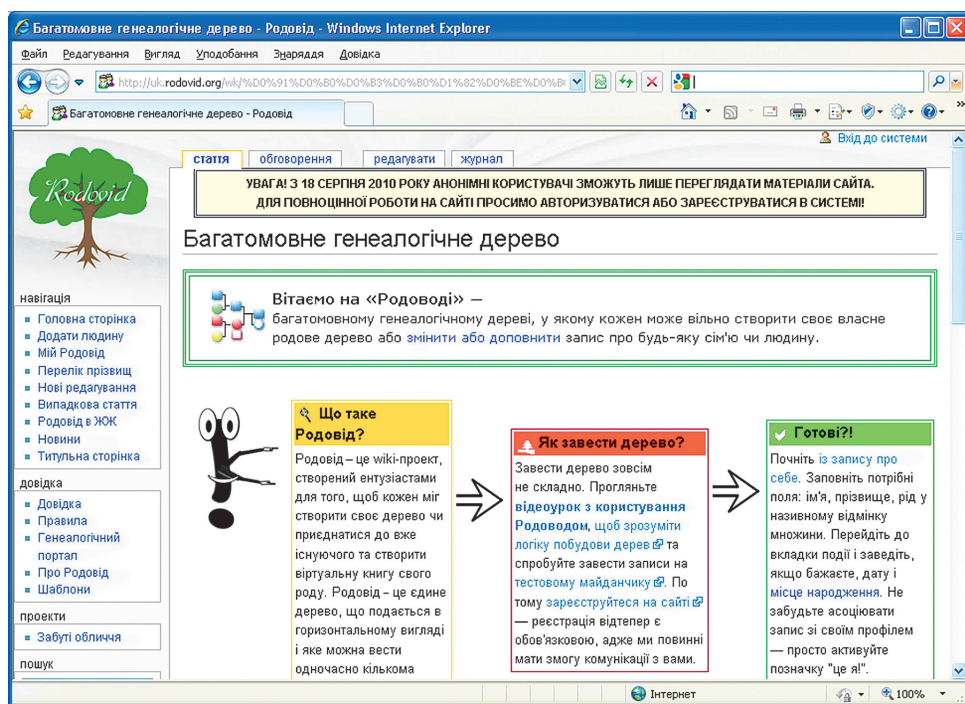 Багатомовне генеалогічне дерево - Родовід - Windows Internet Explorer
Файл Редагування Вигляд Уподобання Знаряддя Довідка
http://uk.rodovid.org/wk/%D0%91%D0%B0%D0%B3%D0%B0%D1%82%D0%BE%D0%B
Багатомовне генеалогічне дерево - Родовід
Вхід до системи
Rodovid
стаття обговорення редагувати журнал
УВАГА! З 18 СЕРПНЯ 2010 РОКУ АНОНІМНІ КОРИСТУВАЧІ ЗМОЖУТЬ ЛИШЕ ПЕРЕГЛЯДАТИ МАТЕРІАЛИ САЙТА.
ДЛЯ ПОВНОЦІННОЇ РОБОТИ НА САЙТІ ПРОСИМО АВТОРИЗУВАТИСЯ АБО ЗАРЕЄСТРУВАТИСЯ В СИСТЕМІ!
Багатомовне генеалогічне дерево
Вітаємо на «Родоводі» —
багатомовному генеалогічному дереві, у якому кожен може вільно створити своє власне
родове дерево або змінити або доповнити запис про будь-яку сім'ю чи людину.
навігація
Головна сторінка
Додати людину
Мій Родовід
Перелік прізвищ
Нові редагування
Випадкова стаття
Родовід в ЖЖ
Новини
Титульна сторінка
довідка
Довідка
Правила
Генеалогічний
портал
Про Родовід
Шаблони
проекти
Забуті обличчя
пошук
Що таке
Родовід?
Родовід – це wiki-проект,
створений ентузіастами
для того, щоб кожен міг
створити своє дерево чи
приєднатися до вже
існуючого та створити
віртуальну книгу свого
роду. Родовід – це єдине
дерево, що подається в
горизонтальному вигляді
і яке можна вести
одночасно кількома
Як завести дерево?
Завести дерево зовсім
не складно. Прогляньте
відеоурок з користування
Родоводом, щоб зрозуміти
логіку побудови дерев та
спробуйте завести записи на
тестовому майданчику. По
тому зареєструйтеся на сайті
— реєстрація відтепер є
обов'язковою, адже ми повинні
мати змогу комунікації з вами.
Готові?!
Почніть із запису про
себе. Заповніть потрібні
поля: ім'я, прізвище, рід у
називному відмінку
множини. Перейдіть до
вкладки події і заведіть,
якщо бажаєте, дату і
місце народження. Не
забудьте асоціювати
запис зі своїм профілем
— просто активуйте
позначку "це я!".
Інтернет
100%